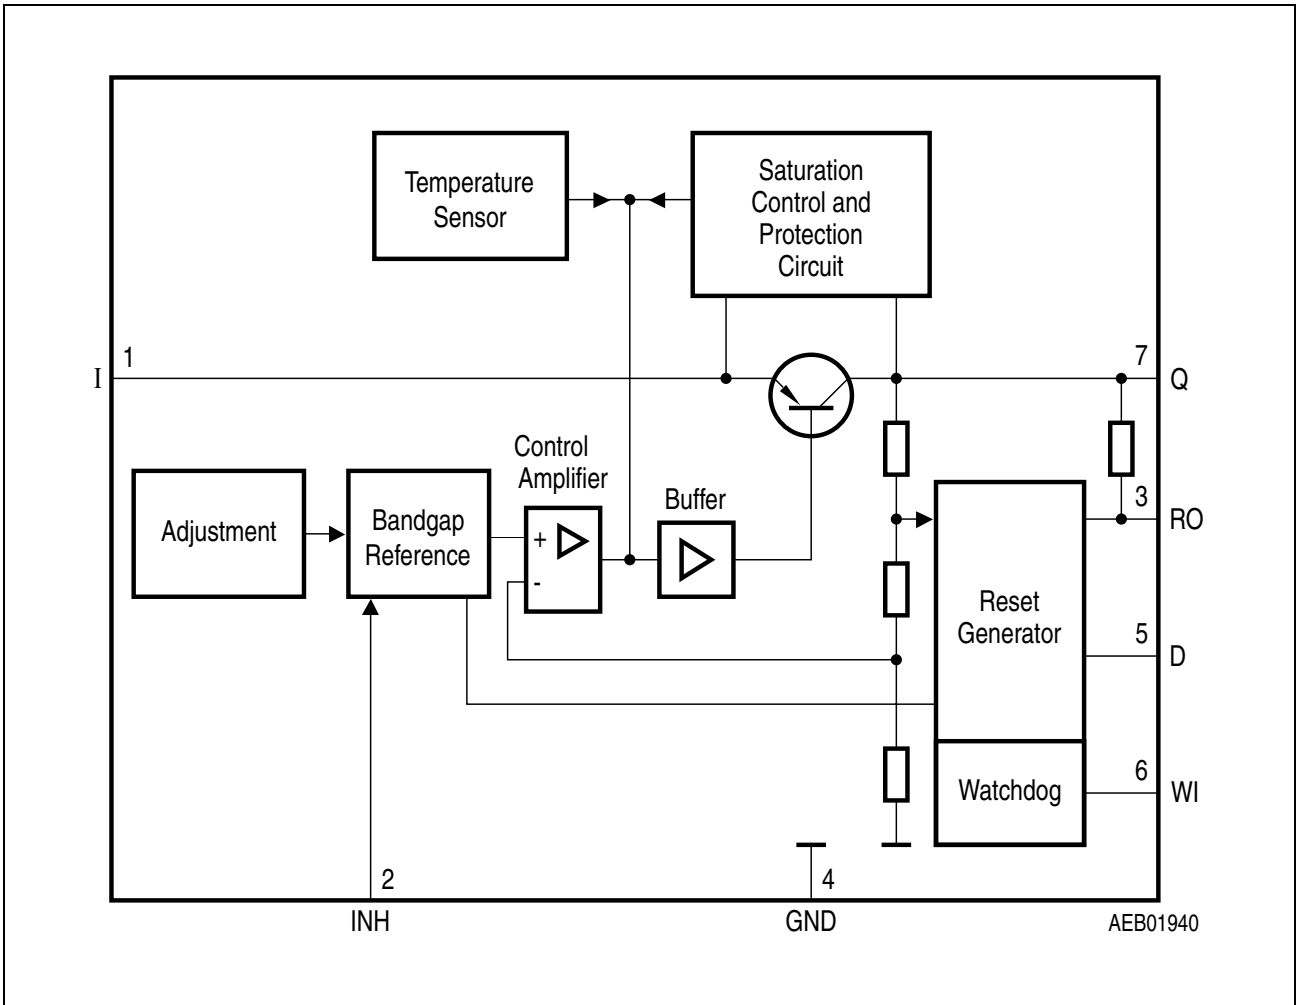 Temperature
Sensor
Saturation
Control and
Protection
Circuit
I
1
7
Q
Control
Amplifier
Buffer
Adjustment
Bandgap
Reference
+
-
3
RO
Reset
Generator
5
D
Watchdog
6
WI
2
INH
4
GND
AEB01940